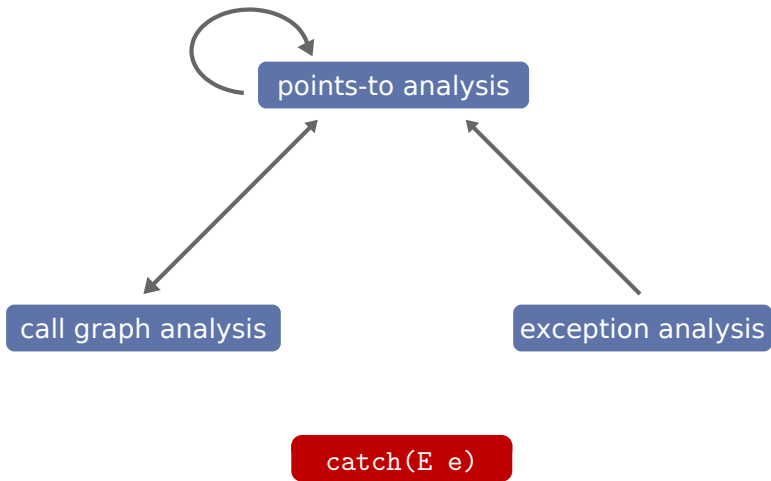 points-to analysis
call graph analysis
exception analysis
catch(E e)